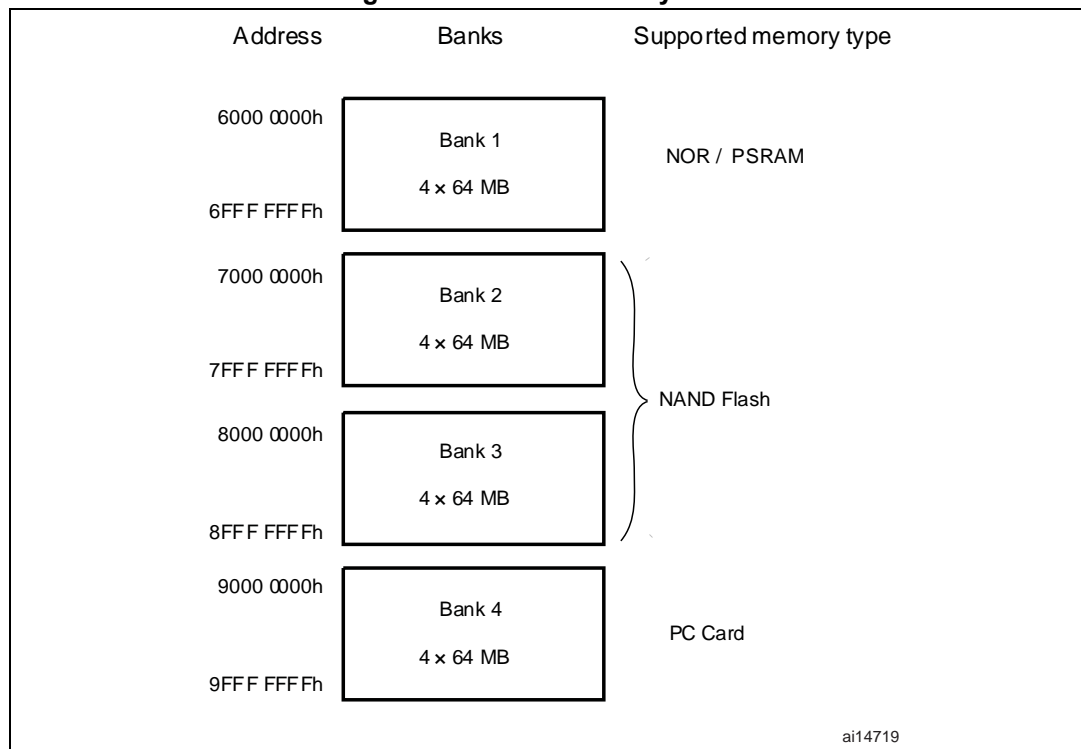 Address Banks Supported memory type
6000 0000h
Bank 1
NOR / PSRAM
4 × 64 MB
6FFF FFFFh
7000 0000h
Bank 2
4 × 64 MB
7FFF FFFFh
NAND Flash
8000 0000h
Bank 3
4 × 64 MB
8FFF FFFFh
9000 0000h
Bank 4
PC Card
4 × 64 MB
9FFF FFFFh
ai14719